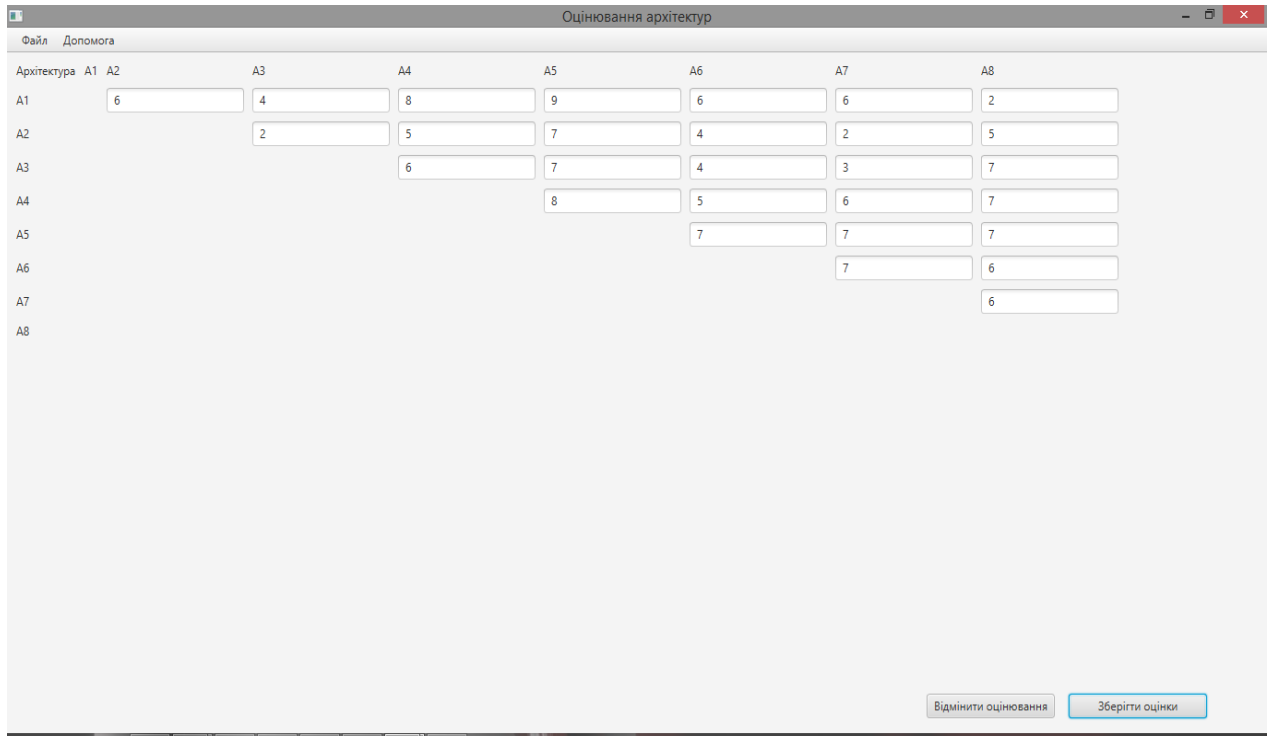 Оцінювання архітектур
Файл Допомога
Архітектура A1 A2 A3 A4 A5 A6 A7 A8
A1 6 4 8 9 6 6 2
A2 2 5 7 4 2 5
A3 6 7 4 3 7
A4 8 5 6 7
A5 7 7 7
A6 7 6
A7 6
A8
Відмінити оцінювання Зберігти оцінки